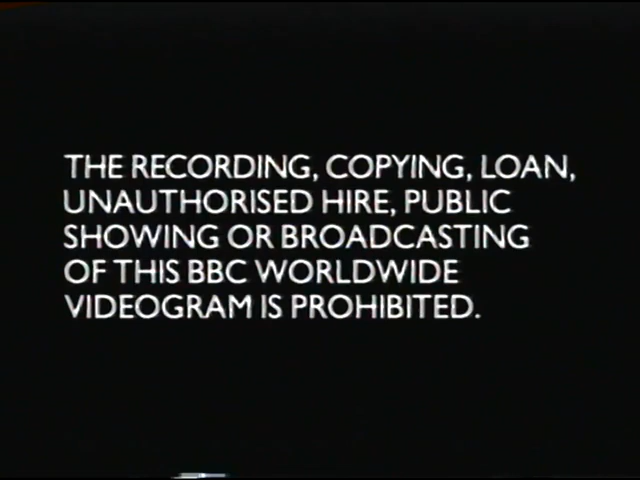 THE RECORDING, COPYING, LOAN,
UNAUTHORISED HIRE, PUBLIC
SHOWING OR BROADCASTING
OF THIS BBC WORLDWIDE
VIDEOGRAM IS PROHIBITED.